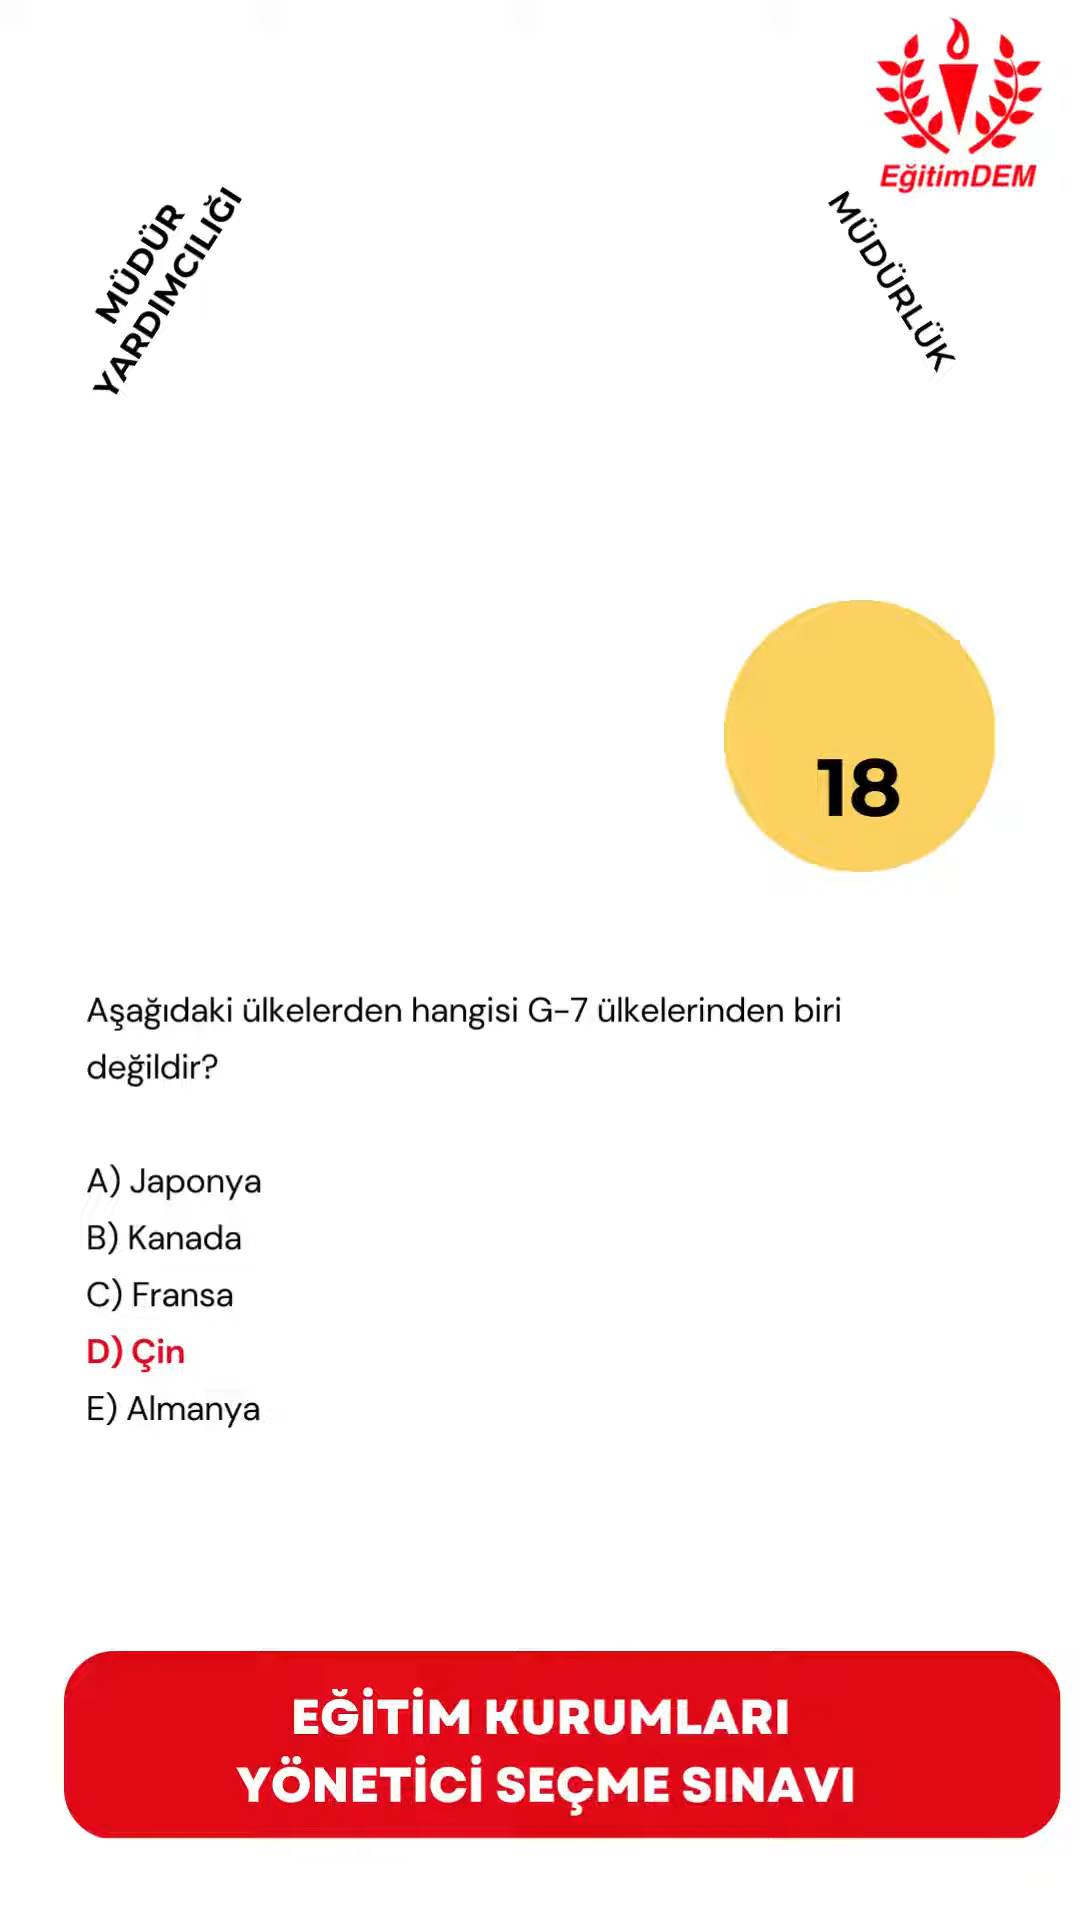 EğitimDEM
MÜDÜR
YARDIMCILIĞI
MÜDÜRLÜK
18
Aşağıdaki ülkelerden hangisi G-7 ülkelerinden biri
değildir?
A) Japonya
B) Kanada
C) Fransa
D) Çin
E) Almanya
EĞİTİM KURUMLARI
YÖNETİCİ SEÇME SINAVI